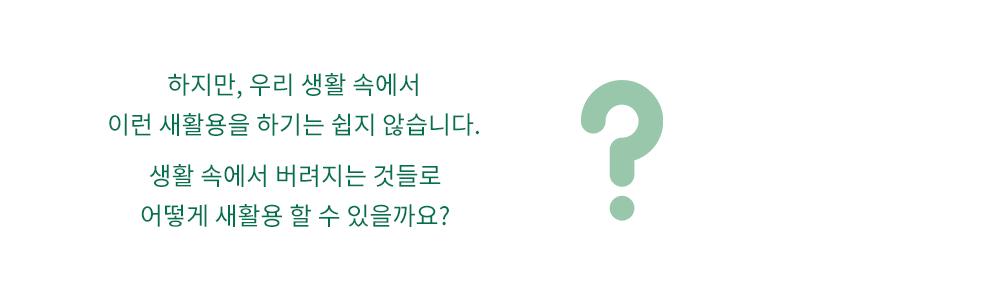 하지만, 우리 생활 속에서
이런 새활용을 하기는 쉽지 않습니다.
생활 속에서 버려지는 것들로
어떻게 새활용 할 수 있을까요?
?